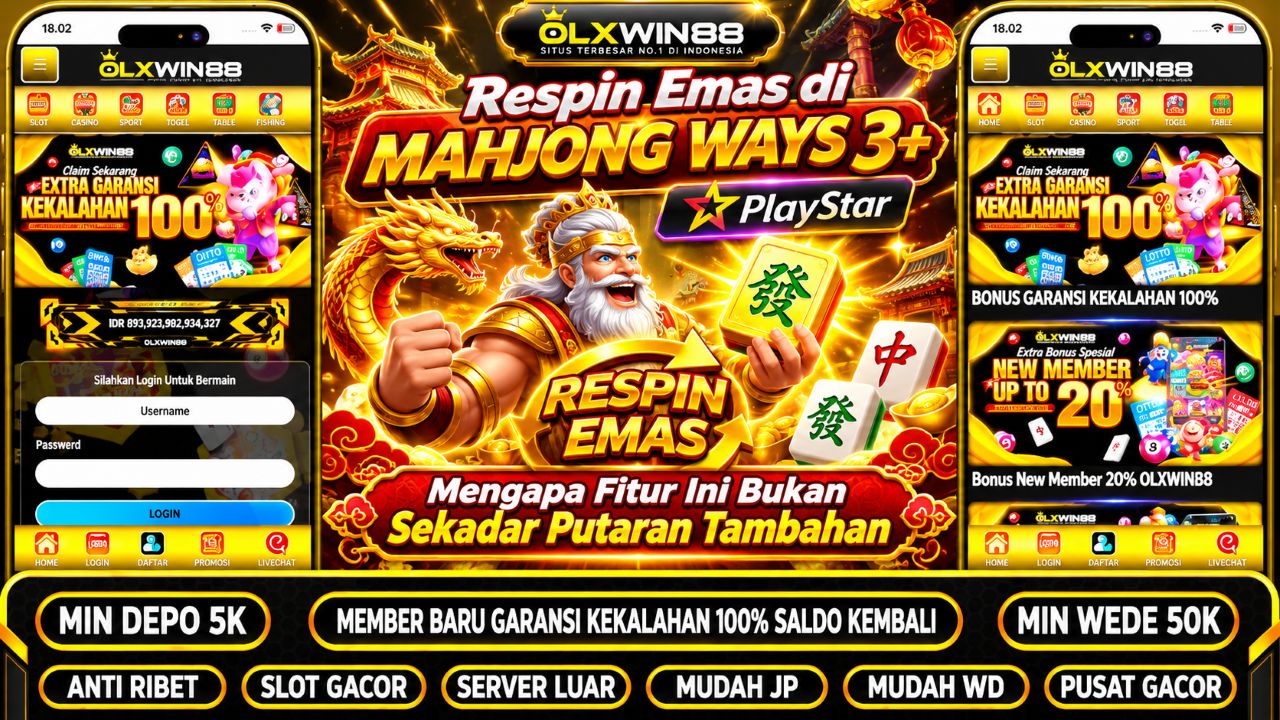 18.02
OLXWIN88
SLOT CASINO SPORT TOGEL TABLE FISHING
OLXWIN88
Claim Sekarang
EXTRA GARANSI
KEKALAHAN 100%
IDR 893,923,982,934,327
OLXWIN88
Silahkan Login Untuk Bermain
Username
Passwerd
LOGIN
HOME LOGIN DAFTAR PROMOSI LIVECHAT
OLXWIN88
SITUS TERBESAR NO.1 DI INDONESIA
Respin Emas di
MAHJONG WAYS 3+
PlayStar
發
中
發
RESPIN
EMAS
Mengapa Fitur Ini Bukan
Sekadar Putaran Tambahan
18.02
OLXWIN88
HOME SLOT CASINO SPORT TOGEL TABLE
OLXWIN88
Claim Sekarang
EXTRA GARANSI
KEKALAHAN 100%
LOTTO
BONUS GARANSI KEKALAHAN 100%
OLXWIN88
Extra Bonus Spesial
NEW MEMBER
UP TO 20%
Bonus New Member 20% OLXWIN88
OLXWIN88
HOME LOGIN DAFTAR PROMOSI LIVECHAT
MIN DEPO 5K
MEMBER BARU GARANSI KEKALAHAN 100% SALDO KEMBALI
MIN WEDE 50K
ANTI RIBET
SLOT GACOR
SERVER LUAR
MUDAH JP
MUDAH WD
PUSAT GACOR